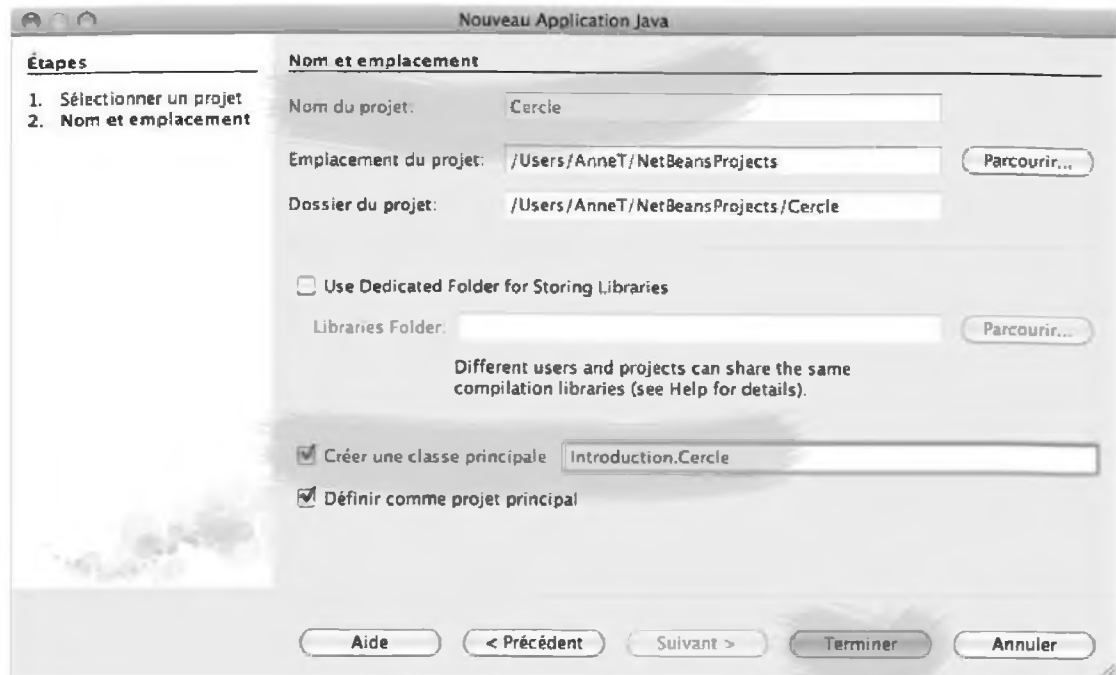 Nouveau Application Java
Étapes
1. Sélectionner un projet
2. Nom et emplacement
Nom et emplacement
Nom du projet: Cercle
Emplacement du projet: /Users/AnneT/NetBeansProjects Parcourir...
Dossier du projet: /Users/AnneT/NetBeansProjects/Cercle
Use Dedicated Folder for Storing Libraries
Libraries Folder: Parcourir...
Different users and projects can share the same
compilation libraries (see Help for details).
Créer une classe principale Introduction.Cercle
Définir comme projet principal
Aide < Précédent Suivant > Terminer Annuler